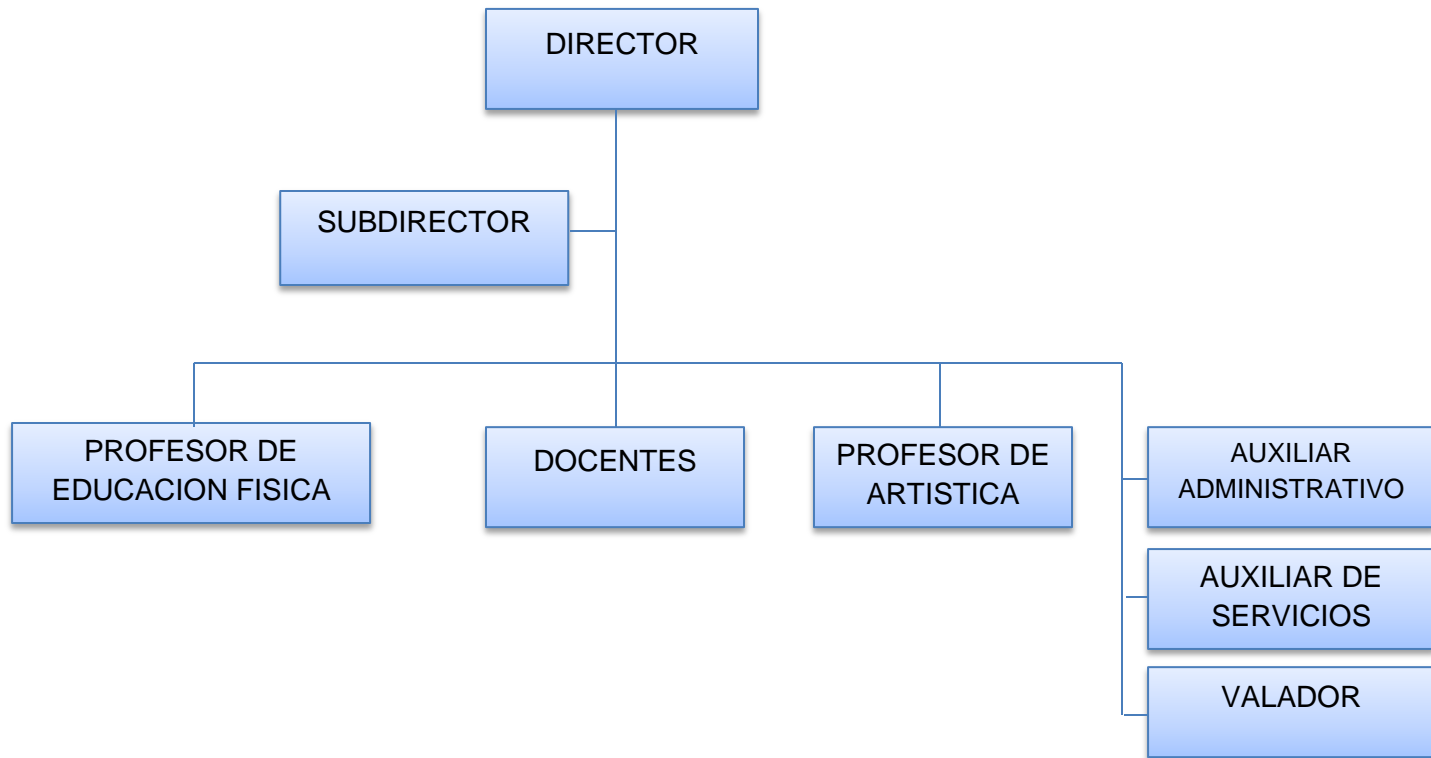 DIRECTOR
SUBDIRECTOR
PROFESOR DE
EDUCACION FISICA
DOCENTES
PROFESOR DE
ARTISTICA
AUXILIAR
ADMINISTRATIVO
AUXILIAR DE
SERVICIOS
VALADOR